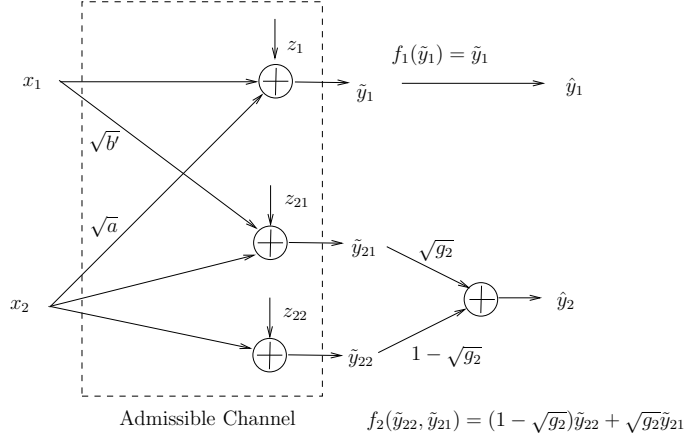 z_1
f_1(\tilde{y}_1) = \tilde{y}_1
x_1
\tilde{y}_1
\hat{y}_1
\sqrt{b'}
z_{21}
\sqrt{a}
\tilde{y}_{21}
\sqrt{g_2}
x_2
z_{22}
\hat{y}_2
\tilde{y}_{22}
1 - \sqrt{g_2}
Admissible Channel
f_2(\tilde{y}_{22}, \tilde{y}_{21}) = (1 - \sqrt{g_2})\tilde{y}_{22} + \sqrt{g_2}\tilde{y}_{21}